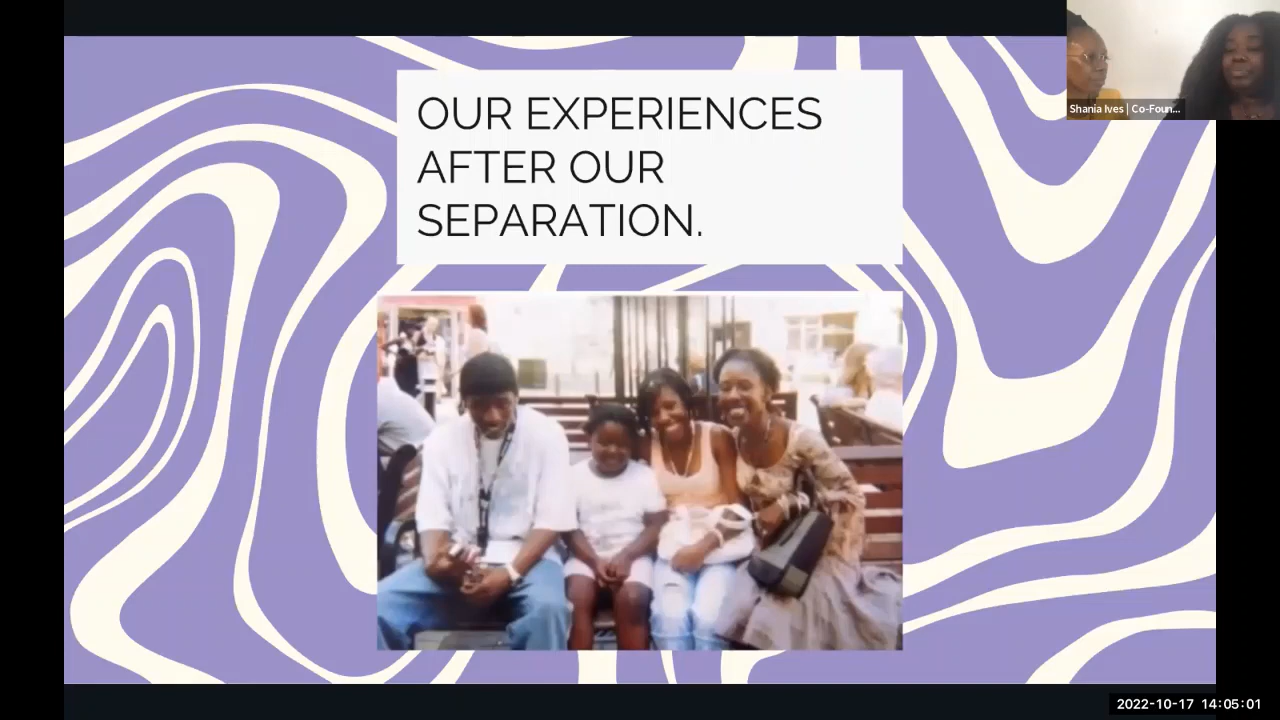 OUR EXPERIENCES
AFTER OUR
SEPARATION.
Shania Ives | Co-Foun...
2022-10-17 14:05:01